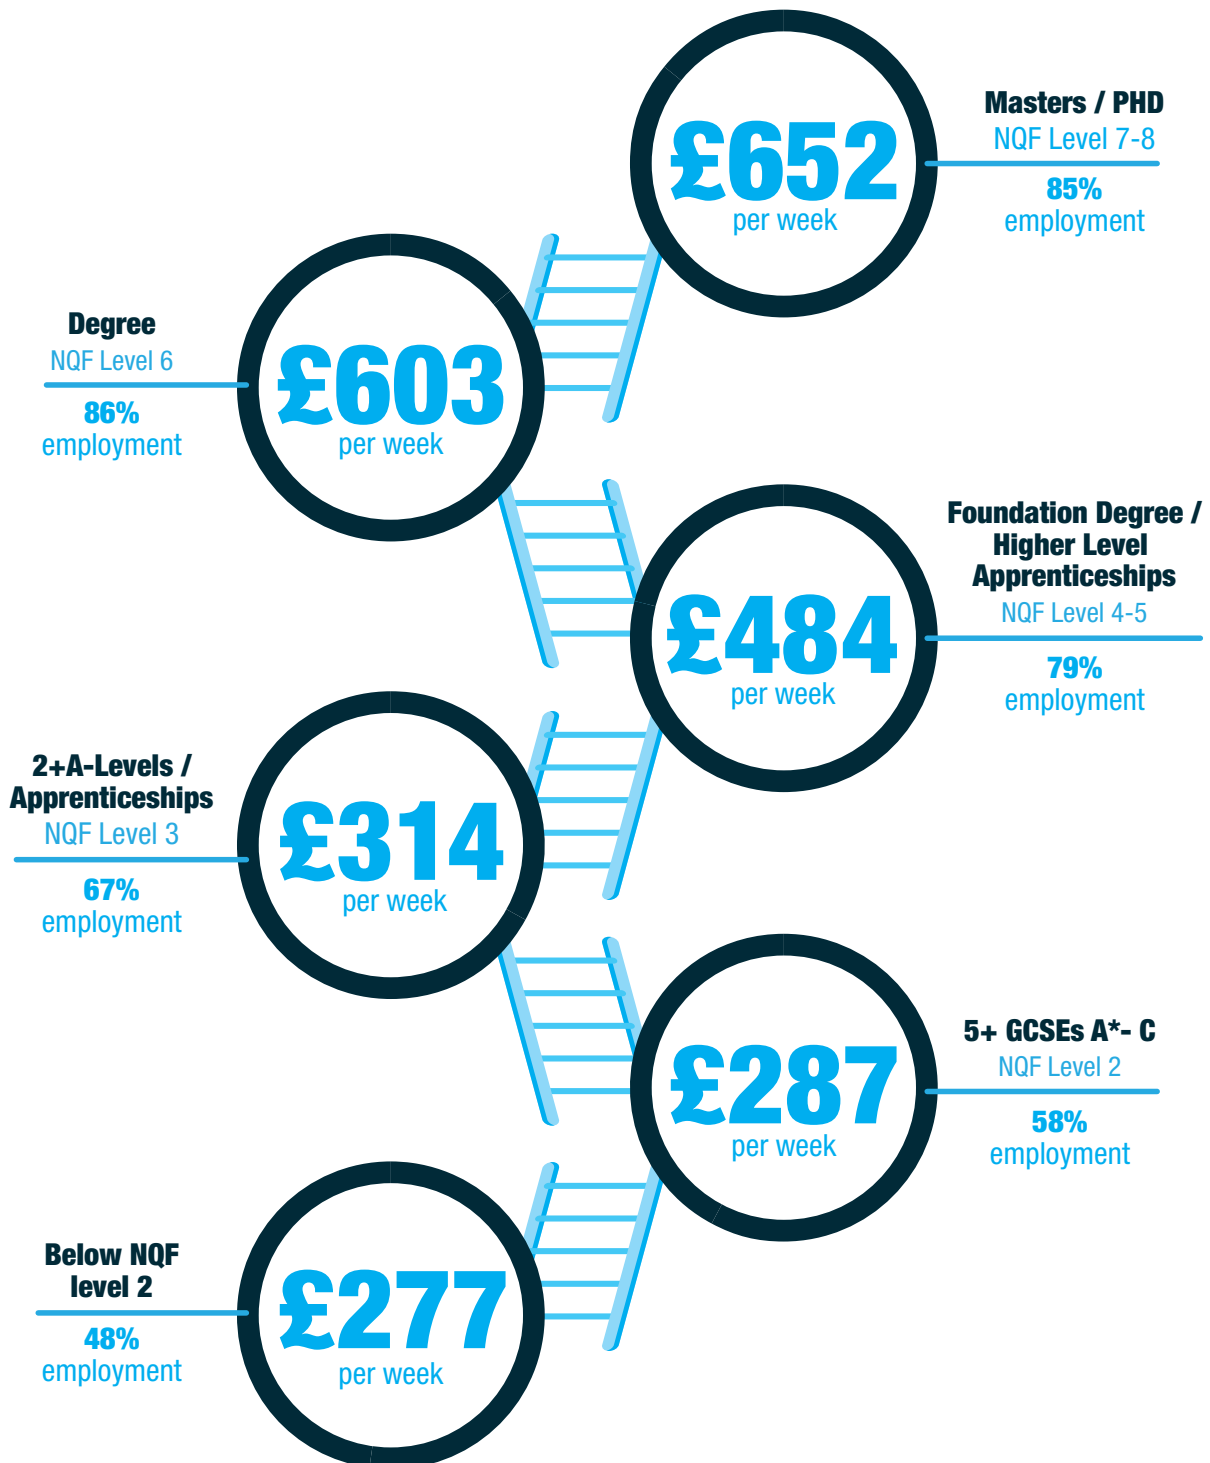 £652
per week
Masters / PHD
NQF Level 7-8
85%
employment
Degree
NQF Level 6
86%
employment
£603
per week
Foundation Degree /
Higher Level
Apprenticeships
NQF Level 4-5
79%
employment
£484
per week
2+A-Levels /
Apprenticeships
NQF Level 3
67%
employment
£314
per week
5+ GCSEs A*- C
NQF Level 2
58%
employment
£287
per week
Below NQF
level 2
48%
employment
£277
per week